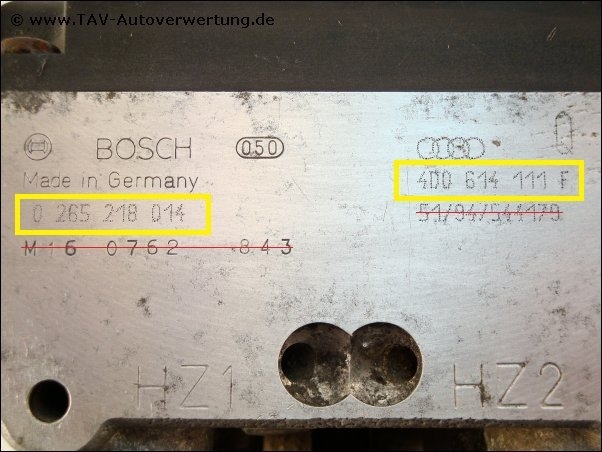 © www.TAV-Autoverwertung.de
BOSCH 050
Made in Germany
4D0 614 111 F
0 265 218 014
51/94/544179
M16 0762 843
HZ1 HZ2